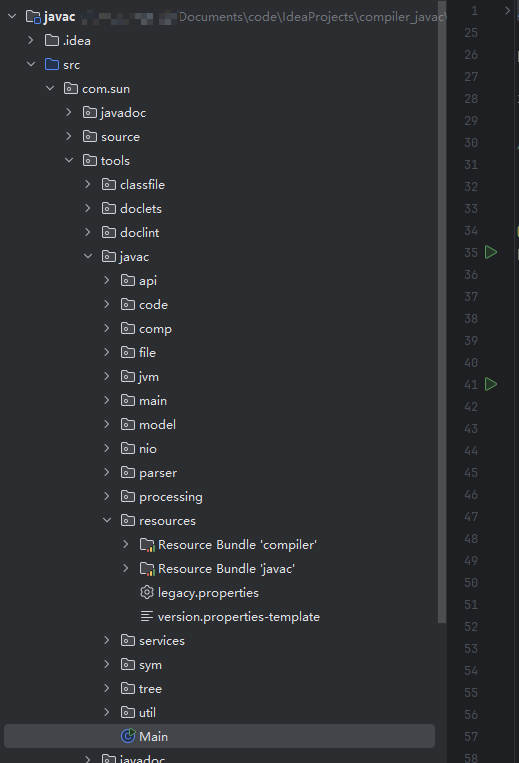 javac Documents\code\IdeaProjects\compiler_javac\
.idea
src
com.sun
javadoc
source
tools
classfile
doclets
doclint
javac
api
code
comp
file
jvm
main
model
nio
parser
processing
resources
Resource Bundle 'compiler'
Resource Bundle 'javac'
legacy.properties
version.properties-template
services
sym
tree
util
Main
javadoc
1
25
26
27
28
29
30
31
32
33
34
35
36
37
38
39
40
41
42
43
44
45
46
47
48
49
50
51
52
53
54
55
56
57
58